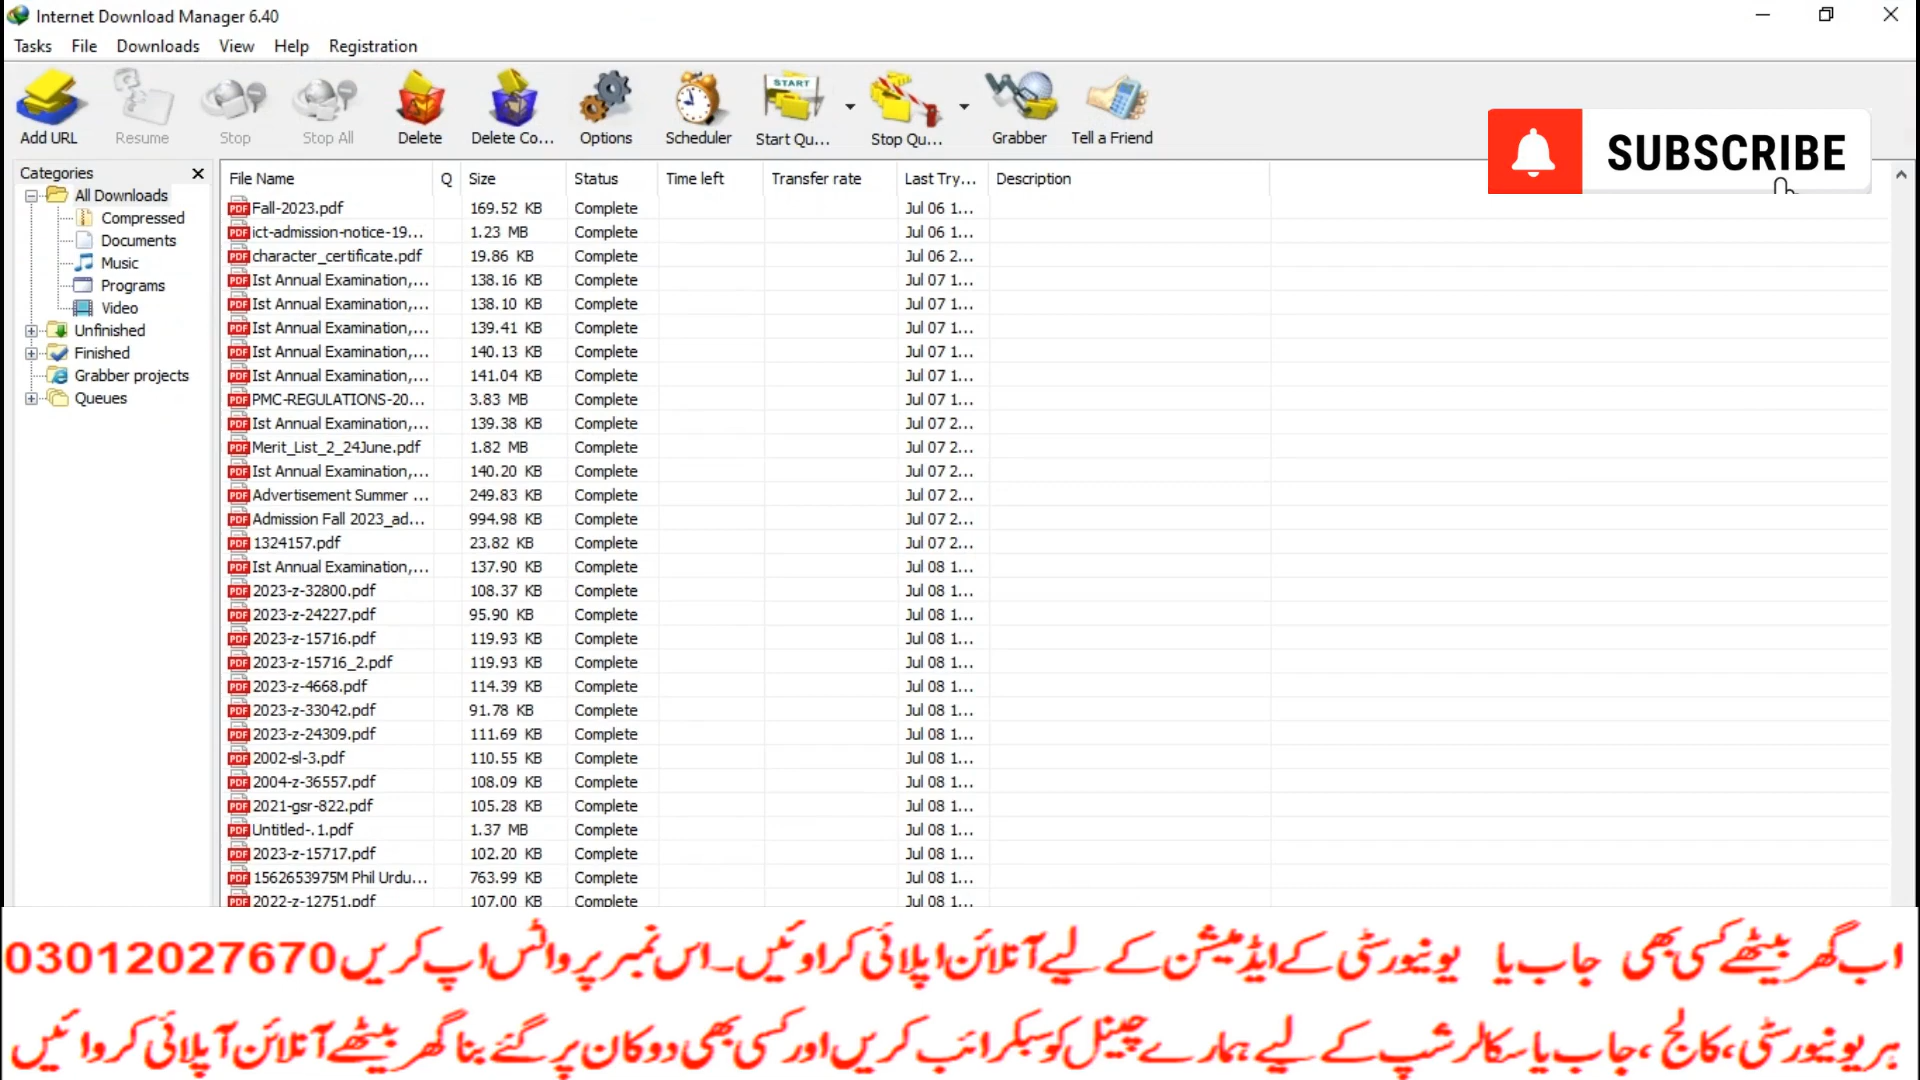 Internet Download Manager 6.40
Tasks File Downloads View Help Registration
Add URL Resume Stop Stop All Delete Delete Co... Options Scheduler Start Qu... Stop Qu... Grabber Tell a Friend
SUBSCRIBE
Categories
All Downloads
Compressed
Documents
Music
Programs
Video
Unfinished
Finished
Grabber projects
Queues
File Name Q Size Status Time left Transfer rate Last Try... Description
Fall-2023.pdf 169.52 KB Complete Jul 06 1...
ict-admission-notice-19... 1.23 MB Complete Jul 06 1...
character_certificate.pdf 19.86 KB Complete Jul 06 2...
Ist Annual Examination,... 138.16 KB Complete Jul 07 1...
Ist Annual Examination,... 138.10 KB Complete Jul 07 1...
Ist Annual Examination,... 139.41 KB Complete Jul 07 1...
Ist Annual Examination,... 140.13 KB Complete Jul 07 1...
Ist Annual Examination,... 141.04 KB Complete Jul 07 1...
PMC-REGULATIONS-20... 3.83 MB Complete Jul 07 1...
Ist Annual Examination,... 139.38 KB Complete Jul 07 2...
Merit_List_2_24June.pdf 1.82 MB Complete Jul 07 2...
Ist Annual Examination,... 140.20 KB Complete Jul 07 2...
Advertisement Summer ... 249.83 KB Complete Jul 07 2...
Admission Fall 2023_ad... 994.98 KB Complete Jul 07 2...
1324157.pdf 23.82 KB Complete Jul 07 2...
Ist Annual Examination,... 137.90 KB Complete Jul 08 1...
2023-z-32800.pdf 108.37 KB Complete Jul 08 1...
2023-z-24227.pdf 95.90 KB Complete Jul 08 1...
2023-z-15716.pdf 119.93 KB Complete Jul 08 1...
2023-z-15716_2.pdf 119.93 KB Complete Jul 08 1...
2023-z-4668.pdf 114.39 KB Complete Jul 08 1...
2023-z-33042.pdf 91.78 KB Complete Jul 08 1...
2023-z-24309.pdf 111.69 KB Complete Jul 08 1...
2002-sl-3.pdf 110.55 KB Complete Jul 08 1...
2004-z-36557.pdf 108.09 KB Complete Jul 08 1...
2021-gsr-822.pdf 105.28 KB Complete Jul 08 1...
Untitled-.1.pdf 1.37 MB Complete Jul 08 1...
2023-z-15717.pdf 102.20 KB Complete Jul 08 1...
1562653975M Phil Urdu... 763.99 KB Complete Jul 08 1...
2022-z-12751.pdf 107.00 KB Complete Jul 08 1...
اب گھر بیٹھے کسی بھی جاب یا یونیورسٹی کے ایڈمیشن کے لیے آنلائن اپلائی کراوئیں۔اس نمبر پر واٹس اپ کریں 03012027670
ہر یونیورسٹی، کالج ،جاب یا سکالرشپ کے لیے ہمارے چینل کو سبکرائب کریں اور کسی بھی دوکان پر گئے بنا گھر بیٹھے آنلائن آپلائی کروائیں